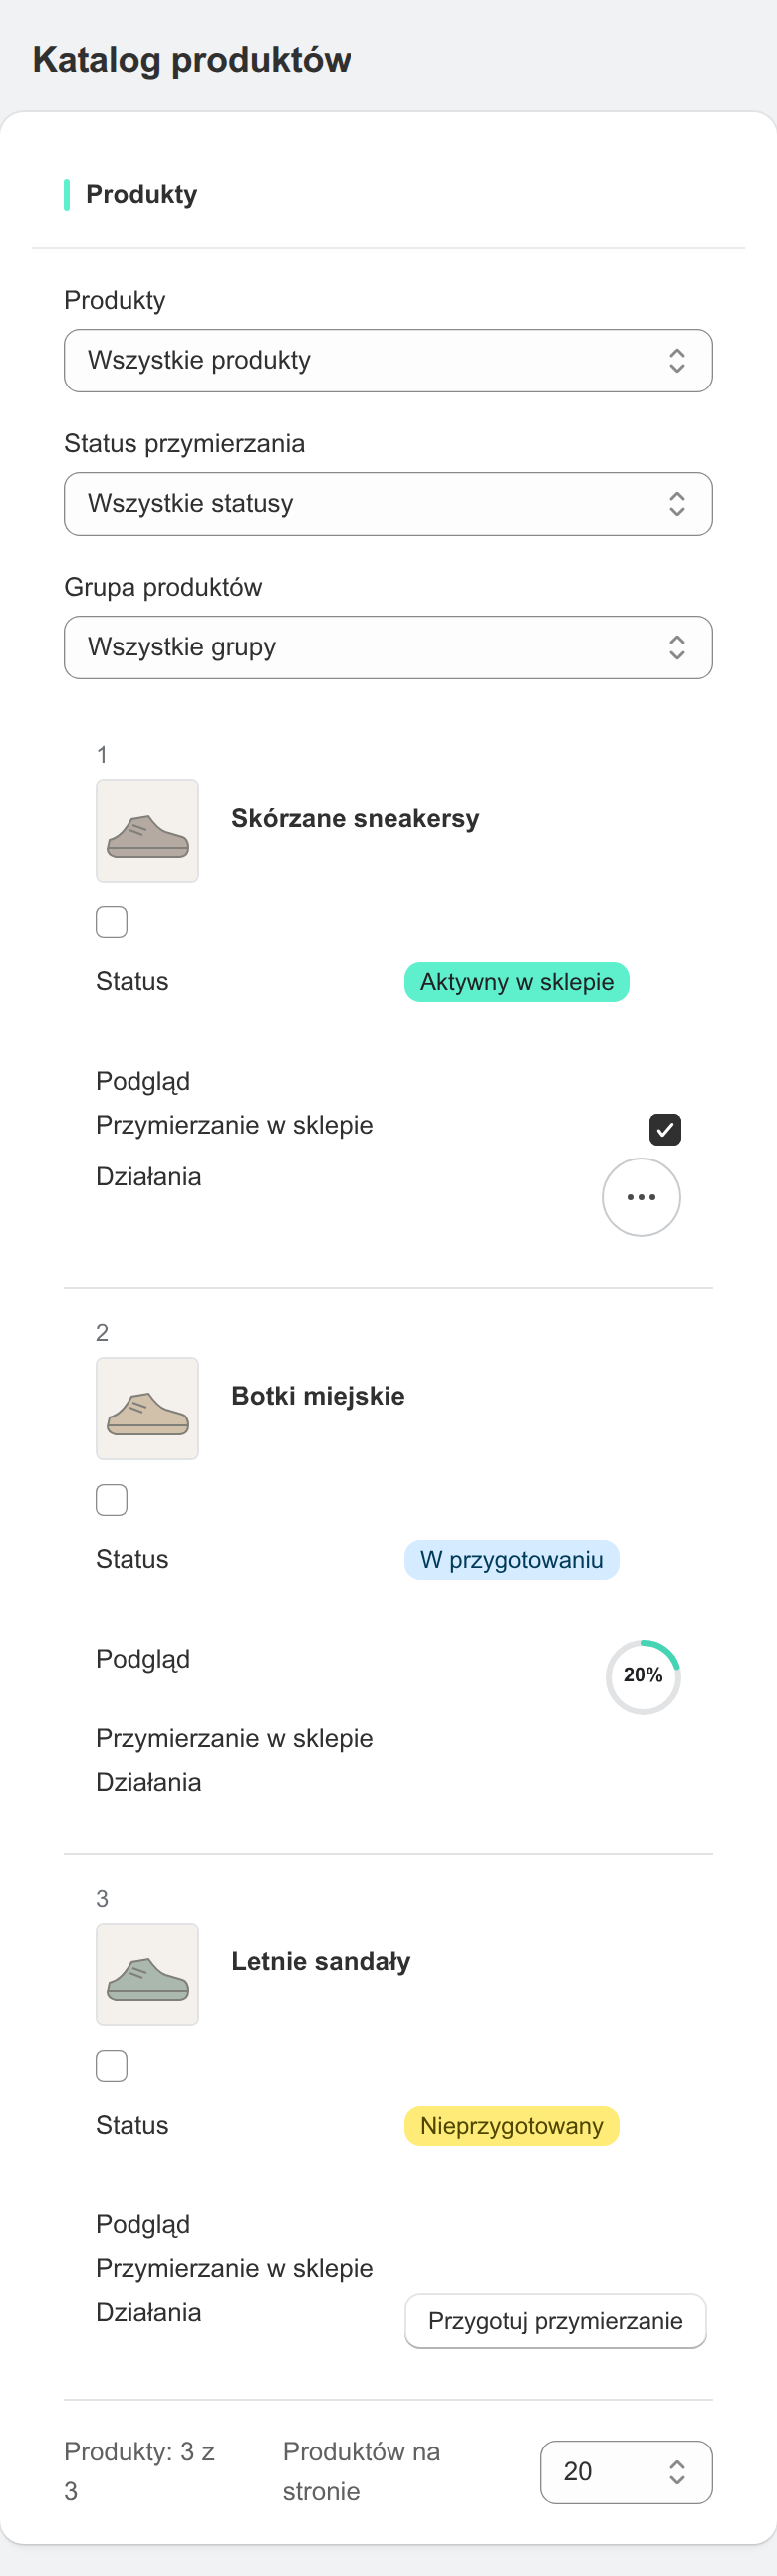 Katalog produktów
Produkty
Produkty
Wszystkie produkty
Status przymierzania
Wszystkie statusy
Grupa produktów
Wszystkie grupy
1
Skórzane sneakersy
Status
Aktywny w sklepie
Podgląd
Przymierzanie w sklepie
Działania
2
Botki miejskie
Status
W przygotowaniu
Podgląd
20%
Przymierzanie w sklepie
Działania
3
Letnie sandały
Status
Nieprzygotowany
Podgląd
Przymierzanie w sklepie
Działania
Przygotuj przymierzanie
Produkty: 3 z
3
Produktów na
stronie
20